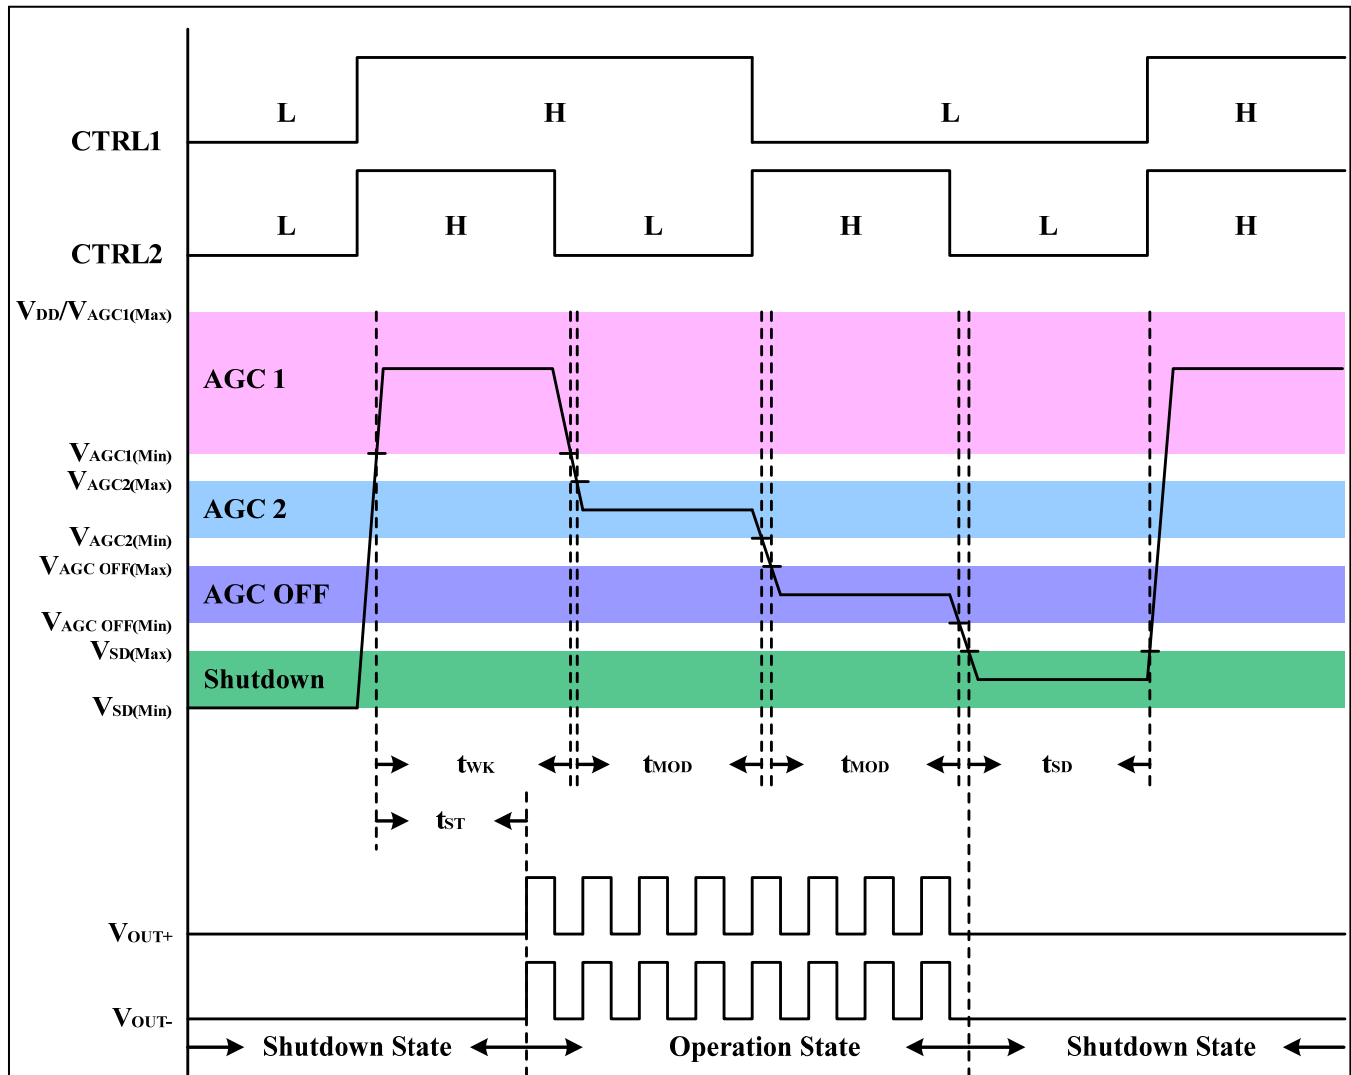 L H L H
CTRL1
L H L H L H
CTRL2
VDD/VAGC1(Max)
AGC 1
VAGC1(Min)
VAGC2(Max)
AGC 2
VAGC2(Min)
VAGC OFF(Max)
AGC OFF
VAGC OFF(Min)
VSD(Max)
Shutdown
VSD(Min)
tWK tMOD tMOD tSD
tST
VOUT+
VOUT-
Shutdown State Operation State Shutdown State